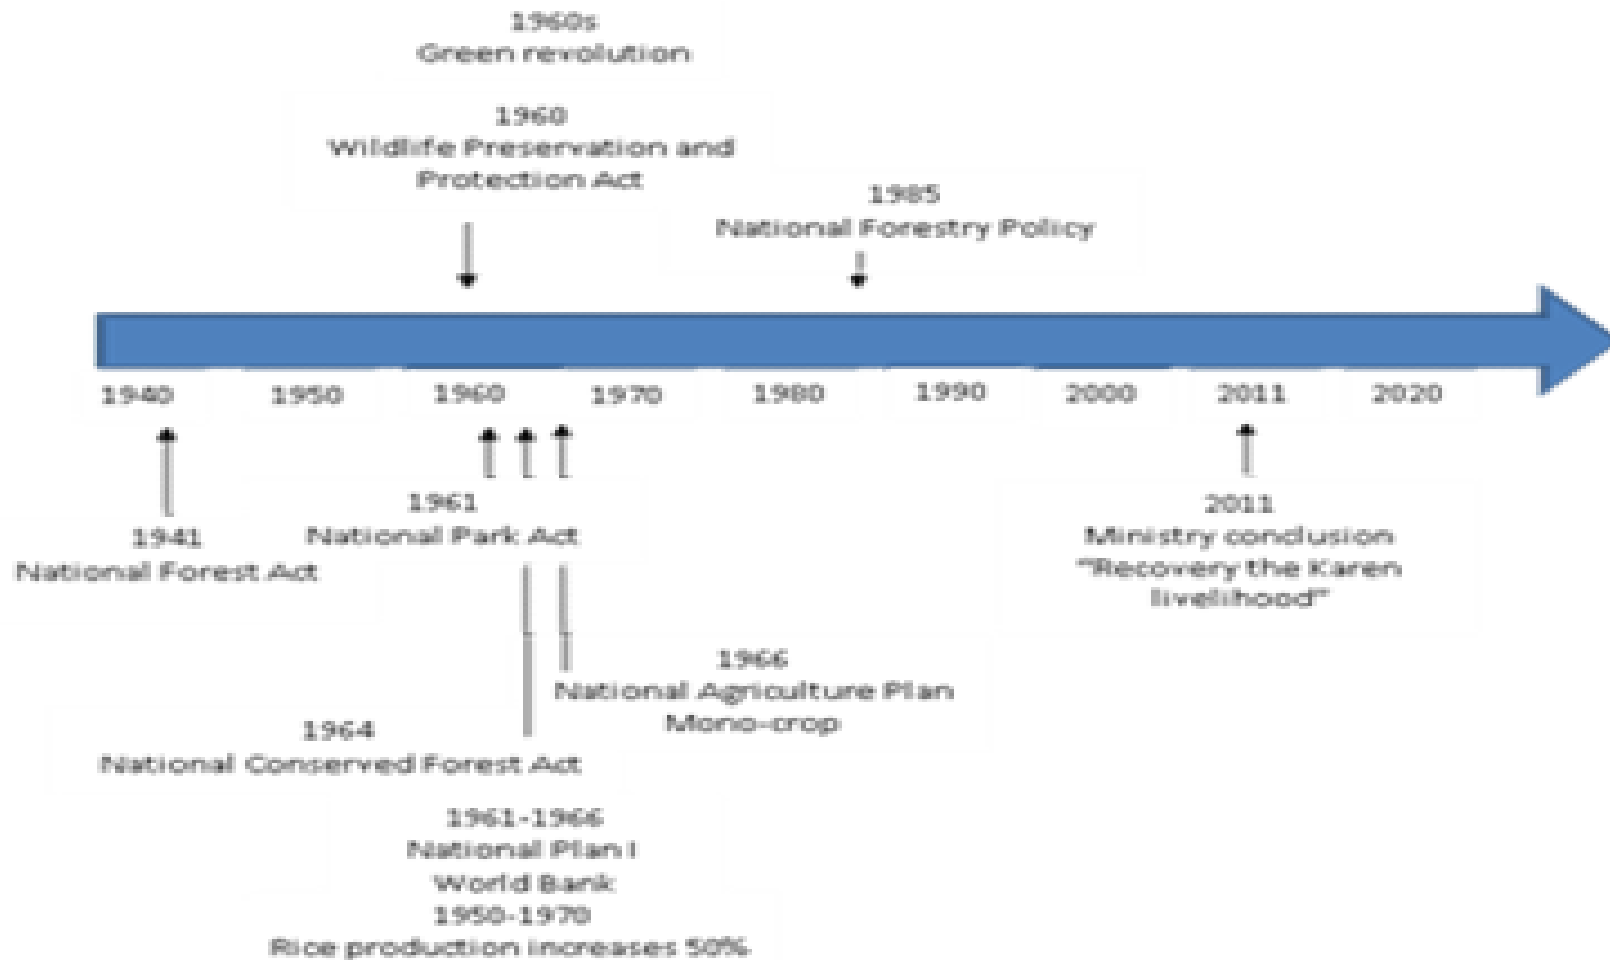 1960s
Green revolution
1960
Wildlife Preservation and
Protection Act
1985
National Forestry Policy
1940 1950 1960 1970 1980 1990 2000 2011 2020
1941
National Forest Act
1961
National Park Act
2011
Ministry conclusion
"Recovery the Karen
livelihood"
1966
National Agriculture Plan
Mono-crop
1964
National Conserved Forest Act
1961-1966
National Plan I
World Bank
1950-1970
Rice production increases 50%